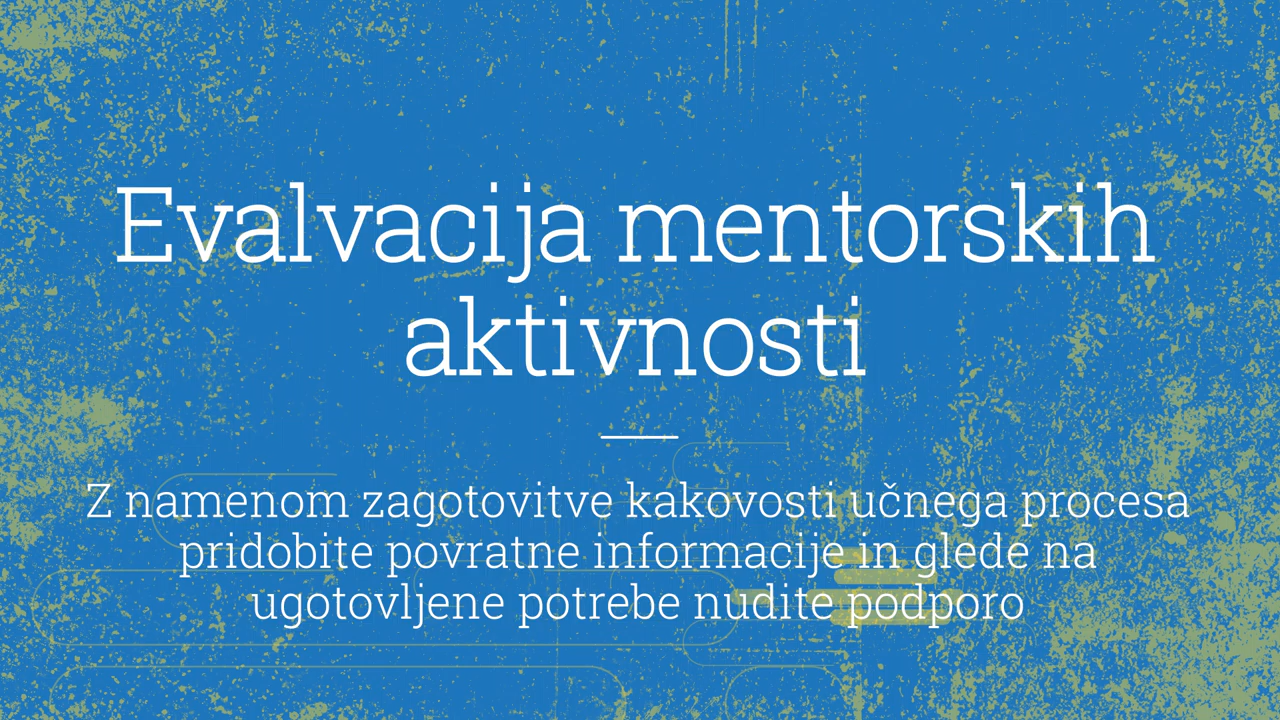 Evalvacija mentorskih
aktivnosti
Z namenom zagotovitve kakovosti učnega procesa
pridobite povratne informacije in glede na
ugotovljene potrebe nudite podporo